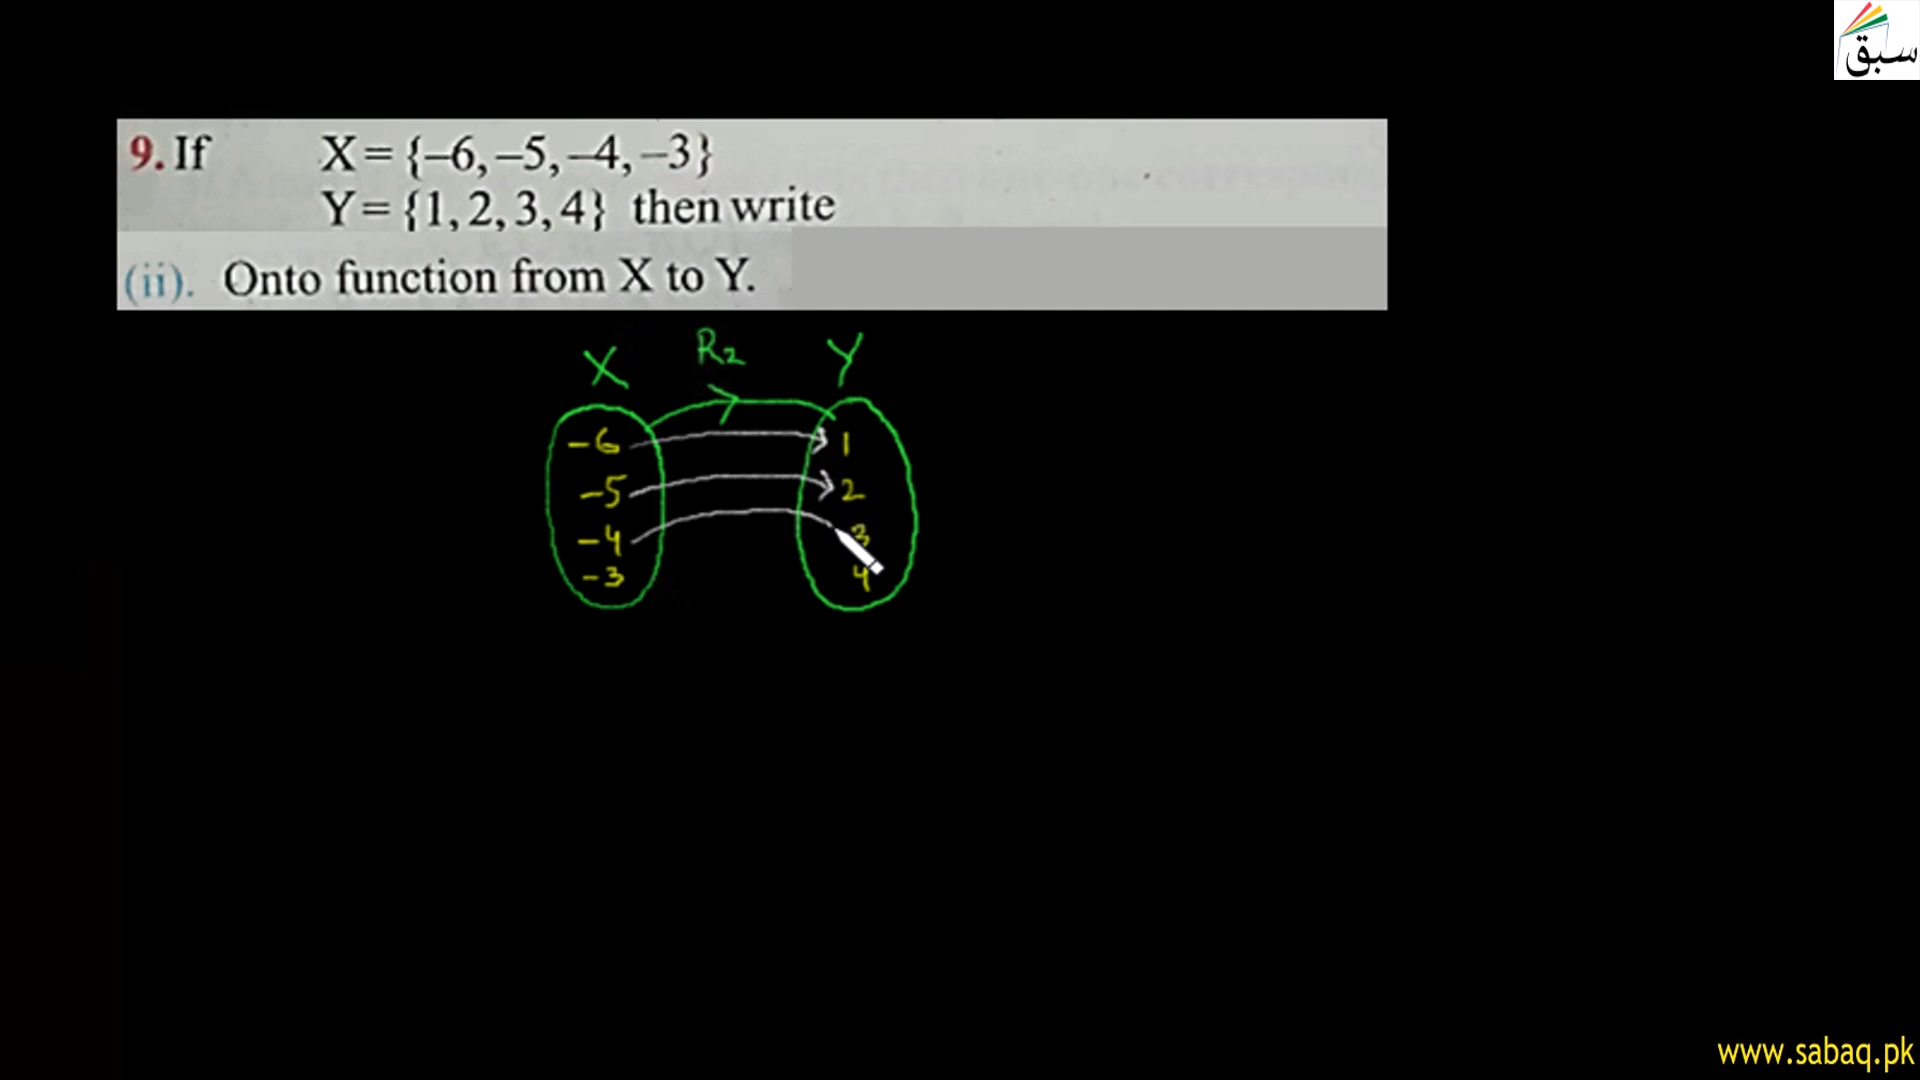 سبق
9. If X = {–6, –5, –4, –3}
Y = {1, 2, 3, 4} then write
(ii). Onto function from X to Y.
X R₂ Y
-6 1
-5 2
-4 3
-3 4
www.sabaq.pk